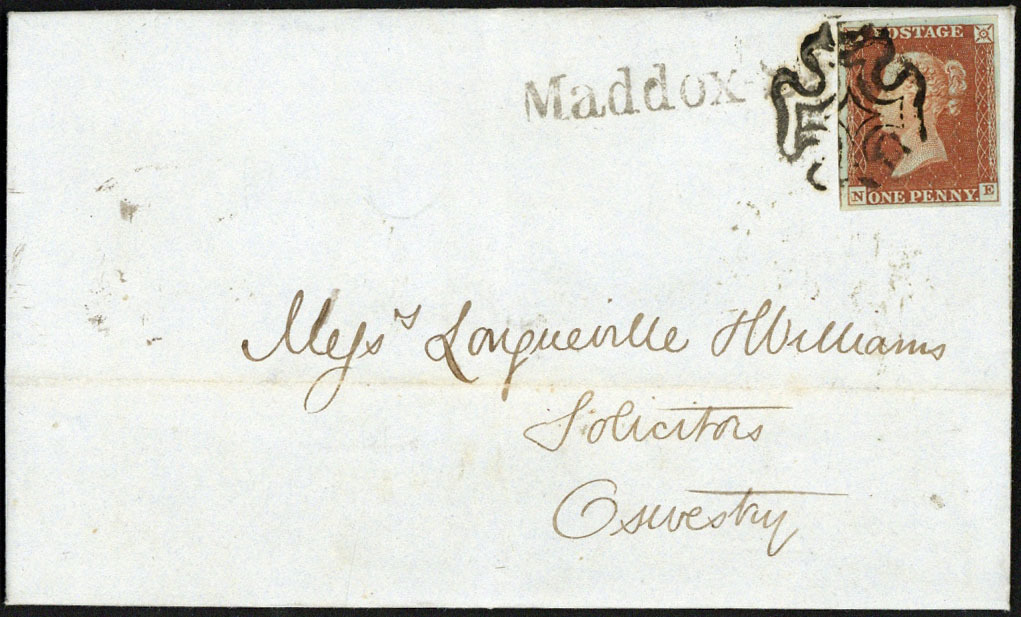 Maddox
POSTAGE
N ONE PENNY. E
Messrs Longueville & Williams
Solicitors
Oswestry